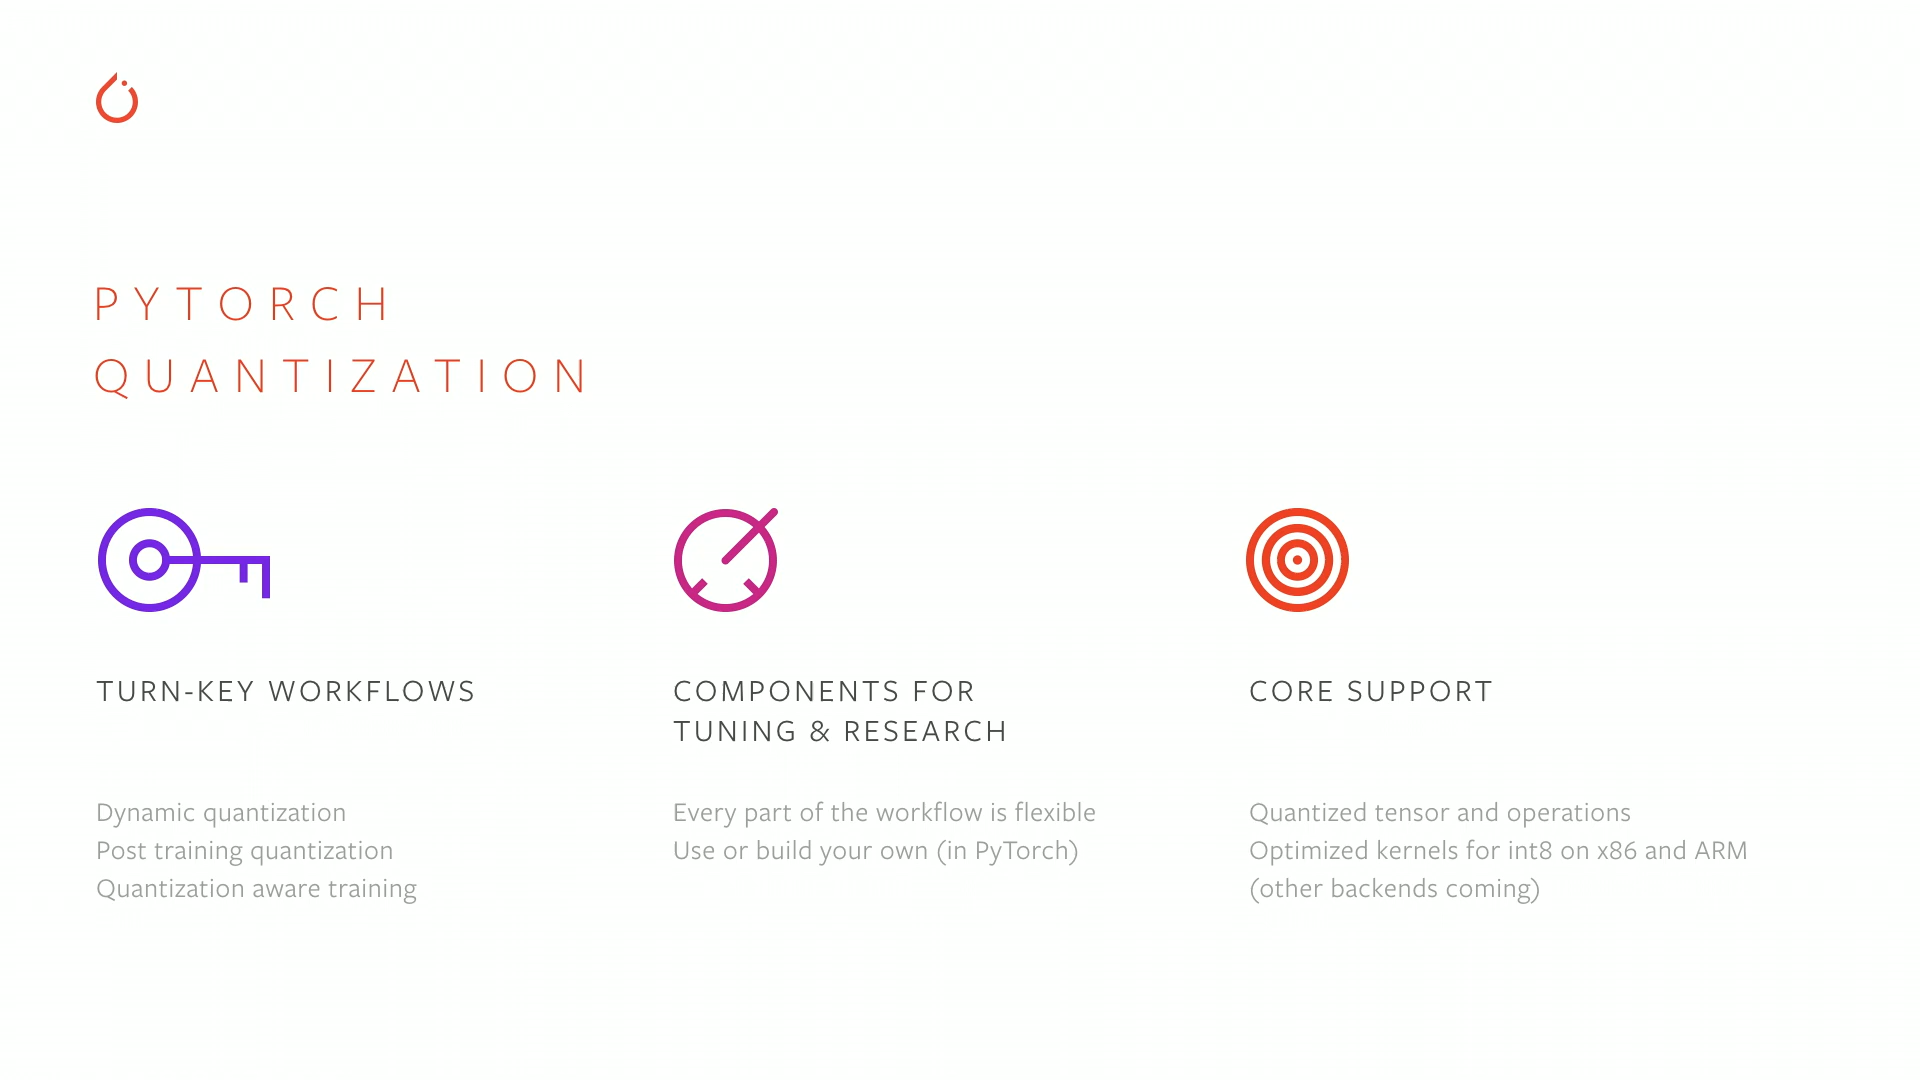 PYTORCH
QUANTIZATION
TURN-KEY WORKFLOWS
Dynamic quantization
Post training quantization
Quantization aware training
COMPONENTS FOR
TUNING & RESEARCH
Every part of the workflow is flexible
Use or build your own (in PyTorch)
CORE SUPPORT
Quantized tensor and operations
Optimized kernels for int8 on x86 and ARM
(other backends coming)